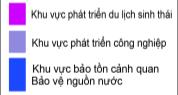 Khu vực phát triển du lịch sinh thái
Khu vực phát triển công nghiệp
Khu vực bảo tồn cảnh quan
Bảo vệ nguồn nước